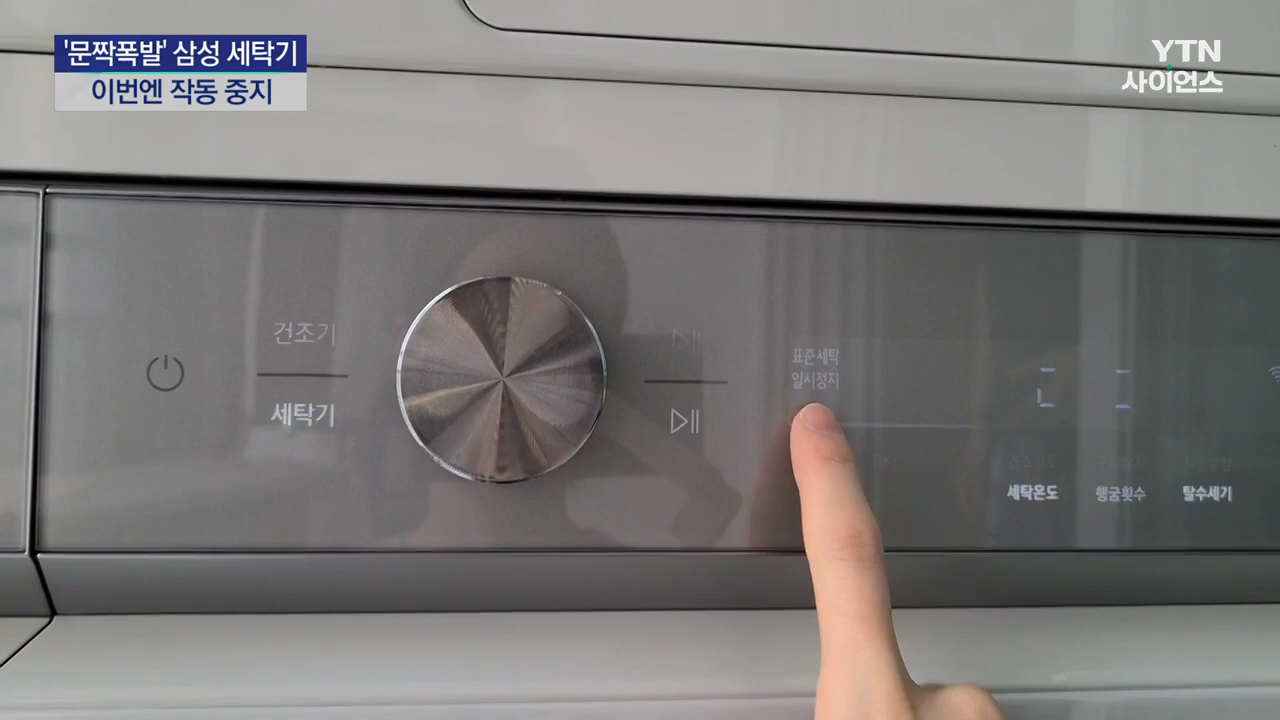 '문짝폭발' 삼성 세탁기
이번엔 작동 중지
YTN
사이언스
건조기
세탁기
표준세탁
일시정지
세탁온도
헹굼횟수
탈수세기